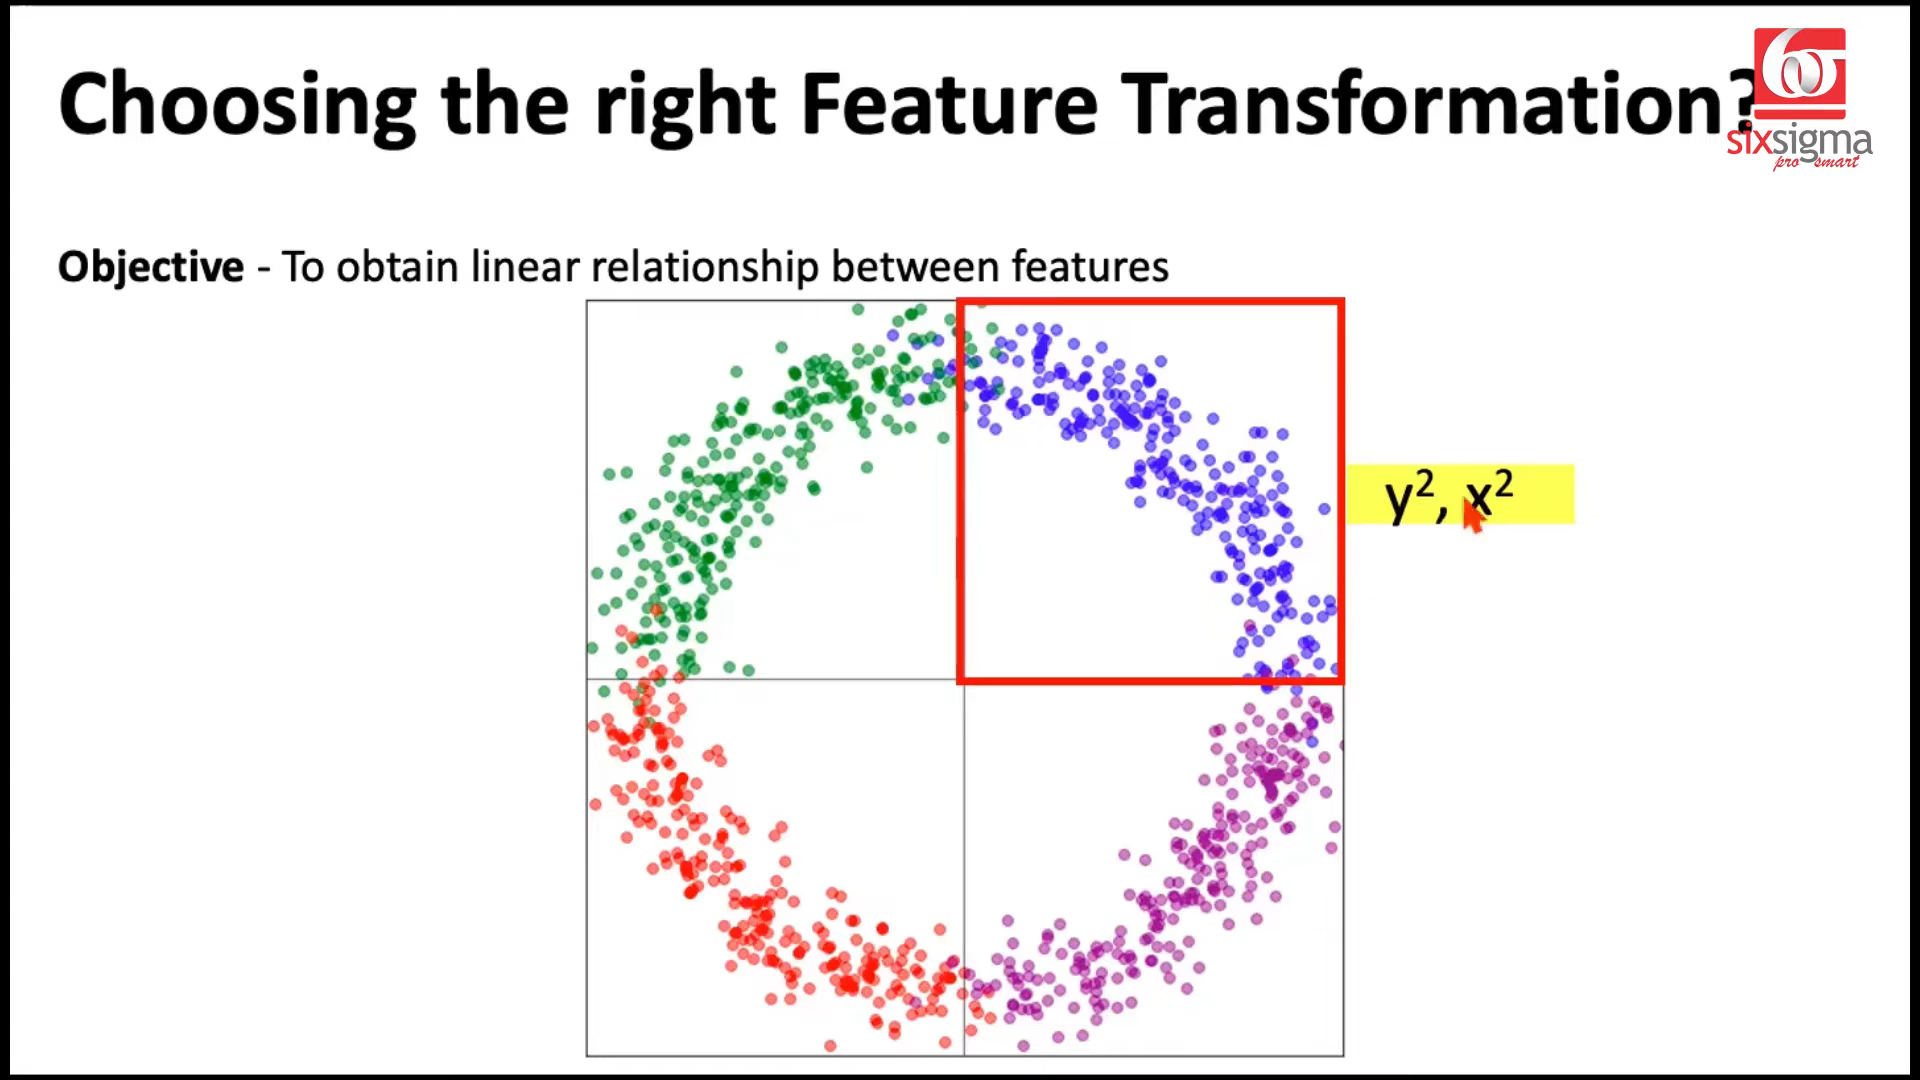 Choosing the right Feature Transformation?
sixsigma
pro smart
Objective - To obtain linear relationship between features
y², x²